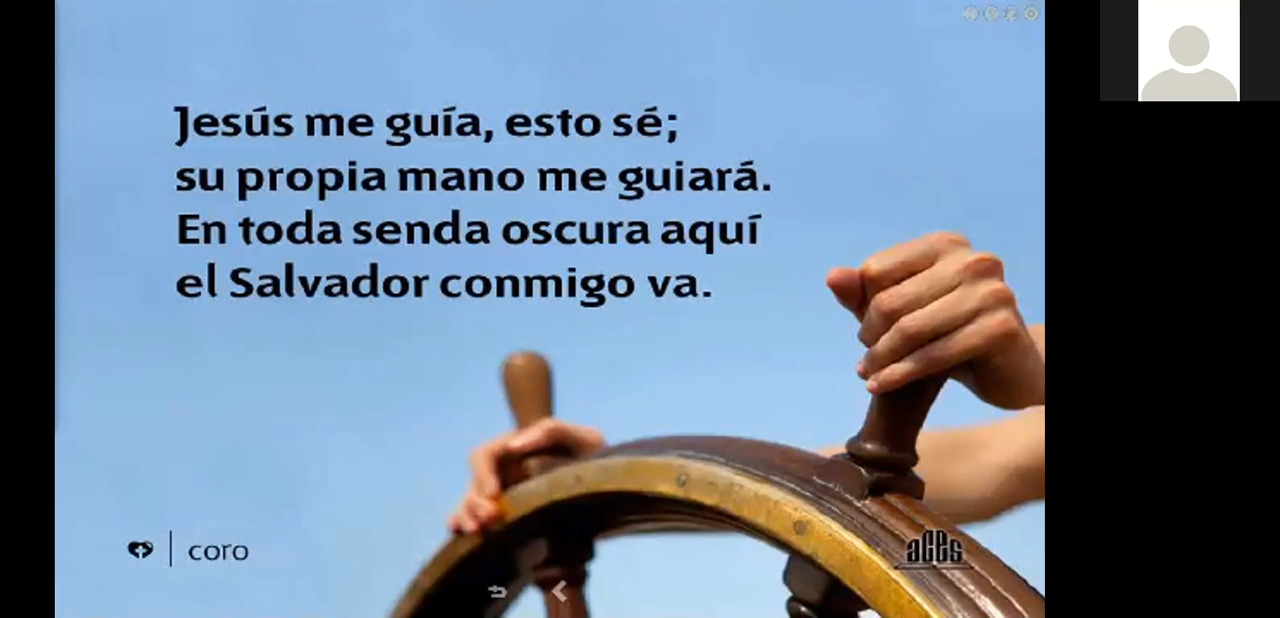 Jesús me guía, esto sé;
su propia mano me guiará.
En toda senda oscura aquí
el Salvador conmigo va.
coro
aces